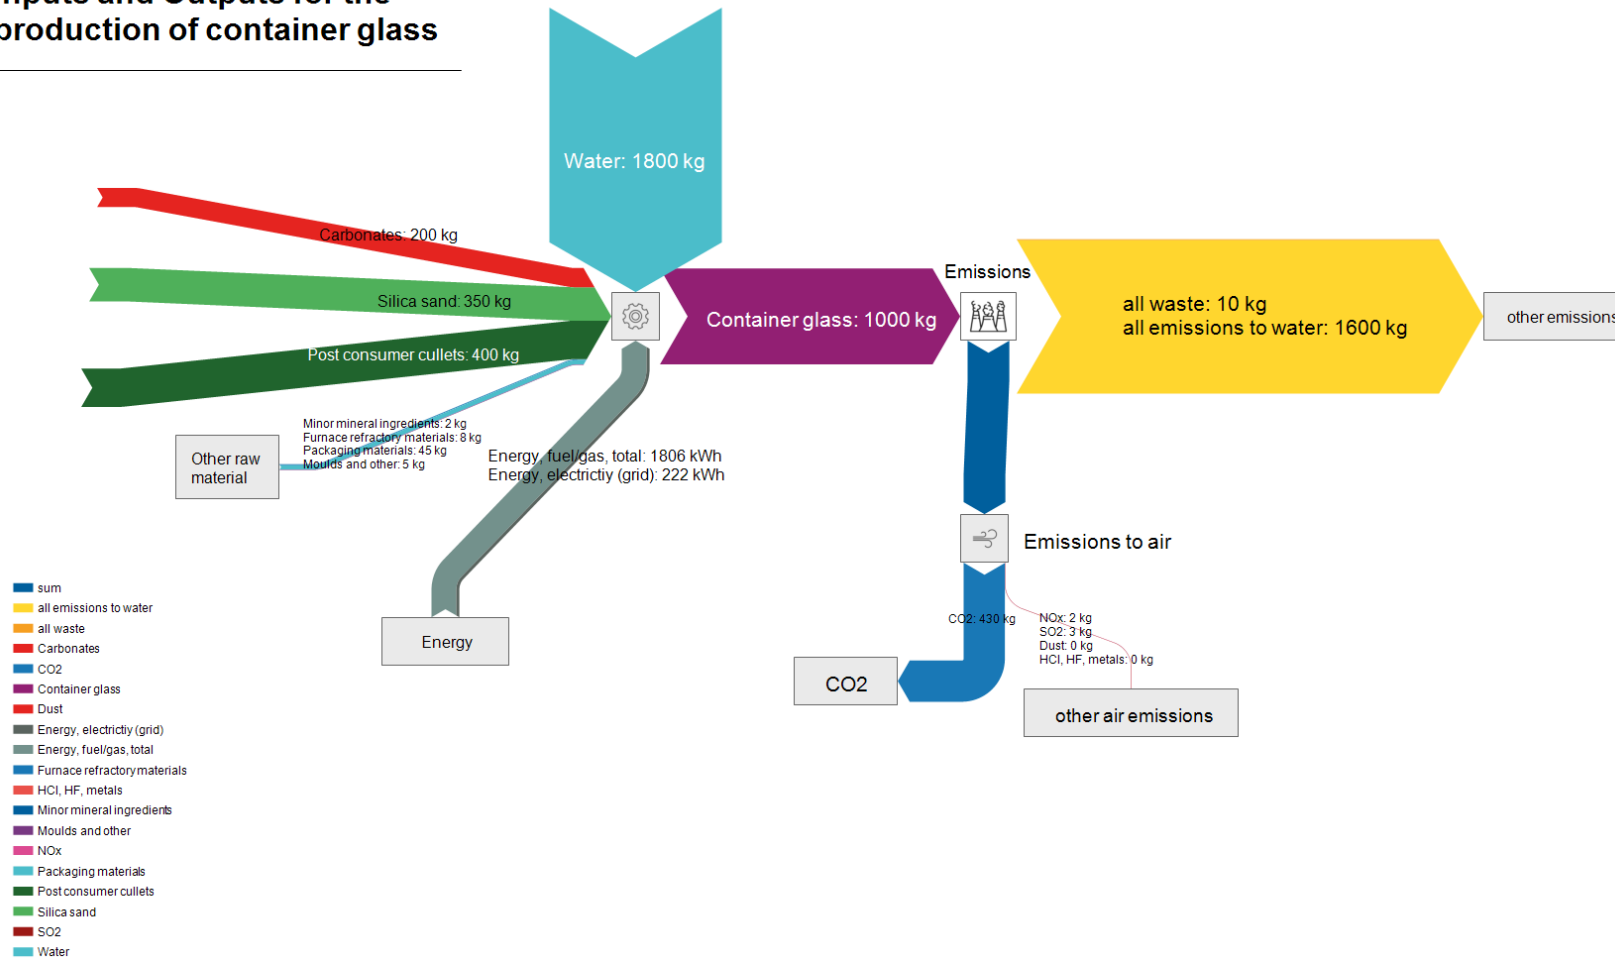 nputs and Outputs for the
production of container glass
Water: 1800 kg
Carbonates: 200 kg
Silica sand: 350 kg
Post consumer cullets: 400 kg
Minor mineral ingredients: 2 kg
Furnace refractory materials: 8 kg
Packaging materials: 45 kg
Moulds and other: 5 kg
Other raw
material
Energy, fuel/gas, total: 1806 kWh
Energy, electrictiy (grid): 222 kWh
Energy
Container glass: 1000 kg
Emissions
all waste: 10 kg
all emissions to water: 1600 kg
other emissions
Emissions to air
CO2: 430 kg
NOx: 2 kg
SO2: 3 kg
Dust: 0 kg
HCl, HF, metals: 0 kg
CO2
other air emissions
sum
all emissions to water
all waste
Carbonates
CO2
Container glass
Dust
Energy, electrictiy (grid)
Energy, fuel/gas, total
Furnace refractory materials
HCl, HF, metals
Minor mineral ingredients
Moulds and other
NOx
Packaging materials
Post consumer cullets
Silica sand
SO2
Water